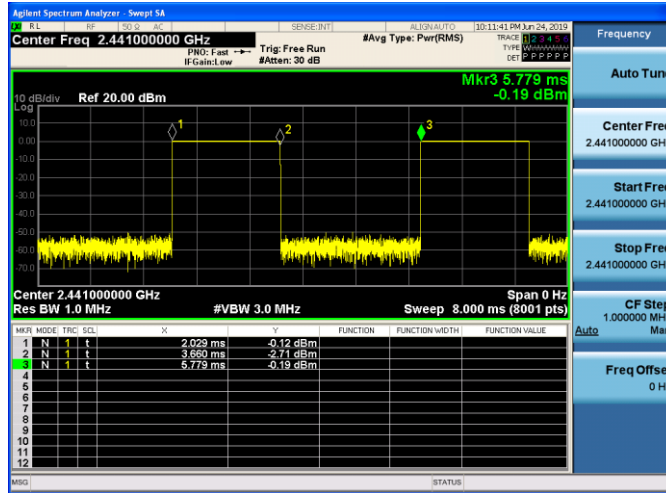 Agilent Spectrum Analyzer - Swept SA
RL RF 50 Ω AC SENSE:INT ALIGNAUTO 10:11:41 PM Jun 24, 2019
Center Freq 2.441000000 GHz #Avg Type: Pwr(RMS) TRACE 1 2 3 4 5 6
PNO: Fast Trig: Free Run TYPE WWWWWW
IFGain:Low #Atten: 30 dB DET P P P P P P
Mkr3 5.779 ms
10 dB/div Ref 20.00 dBm -0.19 dBm
Log
10.0
0.00
-10.0
-20.0
-30.0
-40.0
-50.0
-60.0
-70.0
1
2
3
Center 2.441000000 GHz Span 0 Hz
Res BW 1.0 MHz #VBW 3.0 MHz Sweep 8.000 ms (8001 pts)
MKR MODE TRC SCL X Y FUNCTION FUNCTION WIDTH FUNCTION VALUE
1 N 1 t 2.029 ms -0.12 dBm
2 N 1 t 3.660 ms -2.71 dBm
3 N 1 t 5.779 ms -0.19 dBm
4
5
6
7
8
9
10
11
12
MSG STATUS
Frequency
Auto Tun
Center Fre
2.441000000 GH
Start Fre
2.441000000 GH
Stop Fre
2.441000000 GH
CF Step
1.000000 MH
Auto Ma
Freq Offse
0 H